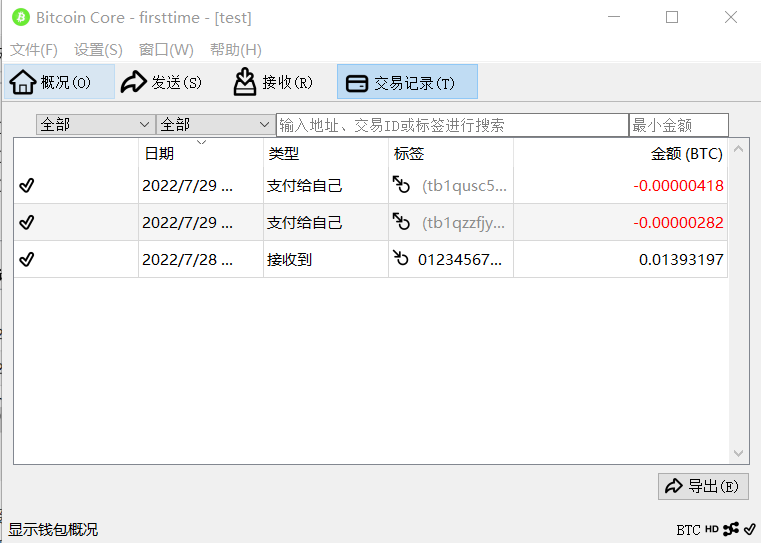 Bitcoin Core - firsttime - [test]
文件(F) 设置(S) 窗口(W) 帮助(H)
概况(O) 发送(S) 接收(R) 交易记录(T)
全部 全部 输入地址、交易ID或标签进行搜索 最小金额
日期 类型 标签 金额 (BTC)
2022/7/29 ... 支付给自己 (tb1qusc5... -0.00000418
2022/7/29 ... 支付给自己 (tb1qzzfjy... -0.00000282
2022/7/28 ... 接收到 01234567... 0.01393197
导出(E)
显示钱包概况 BTC HD